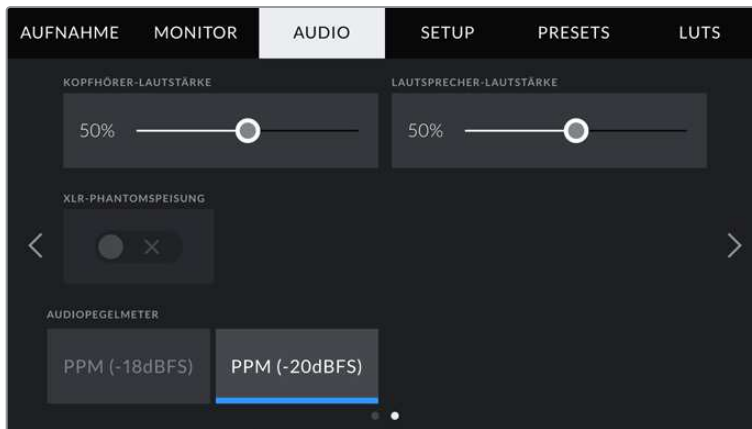 AUFNAHME MONITOR AUDIO SETUP PRESETS LUTS
KOPFHÖRER-LAUTSTÄRKE LAUTSPRECHER-LAUTSTÄRKE
50% 50%
XLR-PHANTOMSPEISUNG
AUDIOPEGELMETER
PPM (-18dBFS) PPM (-20dBFS)